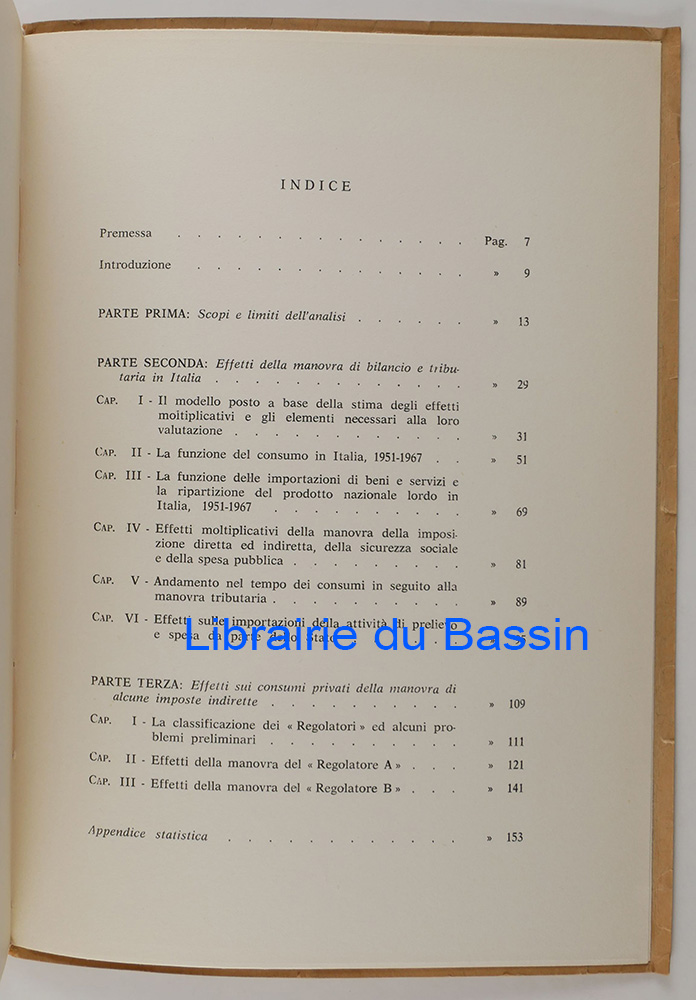 INDICE
Premessa . . . . . . . . . . . . . . . Pag. 7
Introduzione . . . . . . . . . . . . . . » 9
PARTE PRIMA: Scopi e limiti dell'analisi . . . . . . » 13
PARTE SECONDA: Effetti della manovra di bilancio e tribu-
taria in Italia . . . . . . . . . . . . . » 29
CAP. I - Il modello posto a base della stima degli effetti
moltiplicativi e gli elementi necessari alla loro
valutazione . . . . . . . . . . . . » 31
CAP. II - La funzione del consumo in Italia, 1951-1967 . . » 51
CAP. III - La funzione delle importazioni di beni e servizi e
la ripartizione del prodotto nazionale lordo in
Italia, 1951-1967 . . . . . . . . . . » 69
CAP. IV - Effetti moltiplicativi della manovra della imposi-
zione diretta ed indiretta, della sicurezza sociale
e della spesa pubblica . . . . . . . . . » 81
CAP. V - Andamento nel tempo dei consumi in seguito alla
manovra tributaria . . . . . . . . . . » 89
CAP. VI - Effetti sulle importazioni della attività di prelievo
e spesa da parte dello Stato . . . . . .
Librairie du Bassin
PARTE TERZA: Effetti sui consumi privati della manovra di
alcune imposte indirette . . . . . . . . . . » 109
CAP. I - La classificazione dei « Regolatori » ed alcuni pro-
blemi preliminari . . . . . . . . . . » 111
CAP. II - Effetti della manovra del « Regolatore A » . . . » 121
CAP. III - Effetti della manovra del « Regolatore B » . . . » 141
Appendice statistica . . . . . . . . . . . . » 153